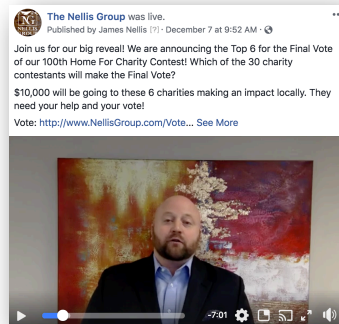 The Nellis Group was live.
Published by James Nellis [?] · December 7 at 9:52 AM ·
Join us for our big reveal! We are announcing the Top 6 for the Final Vote
of our 100th Home For Charity Contest! Which of the 30 charity
contestants will make the Final Vote?
$10,000 will be going to these 6 charities making an impact locally. They
need your help and your vote!
Vote: http://www.NellisGroup.com/Vote... See More
NG
NELLIS
-7:01